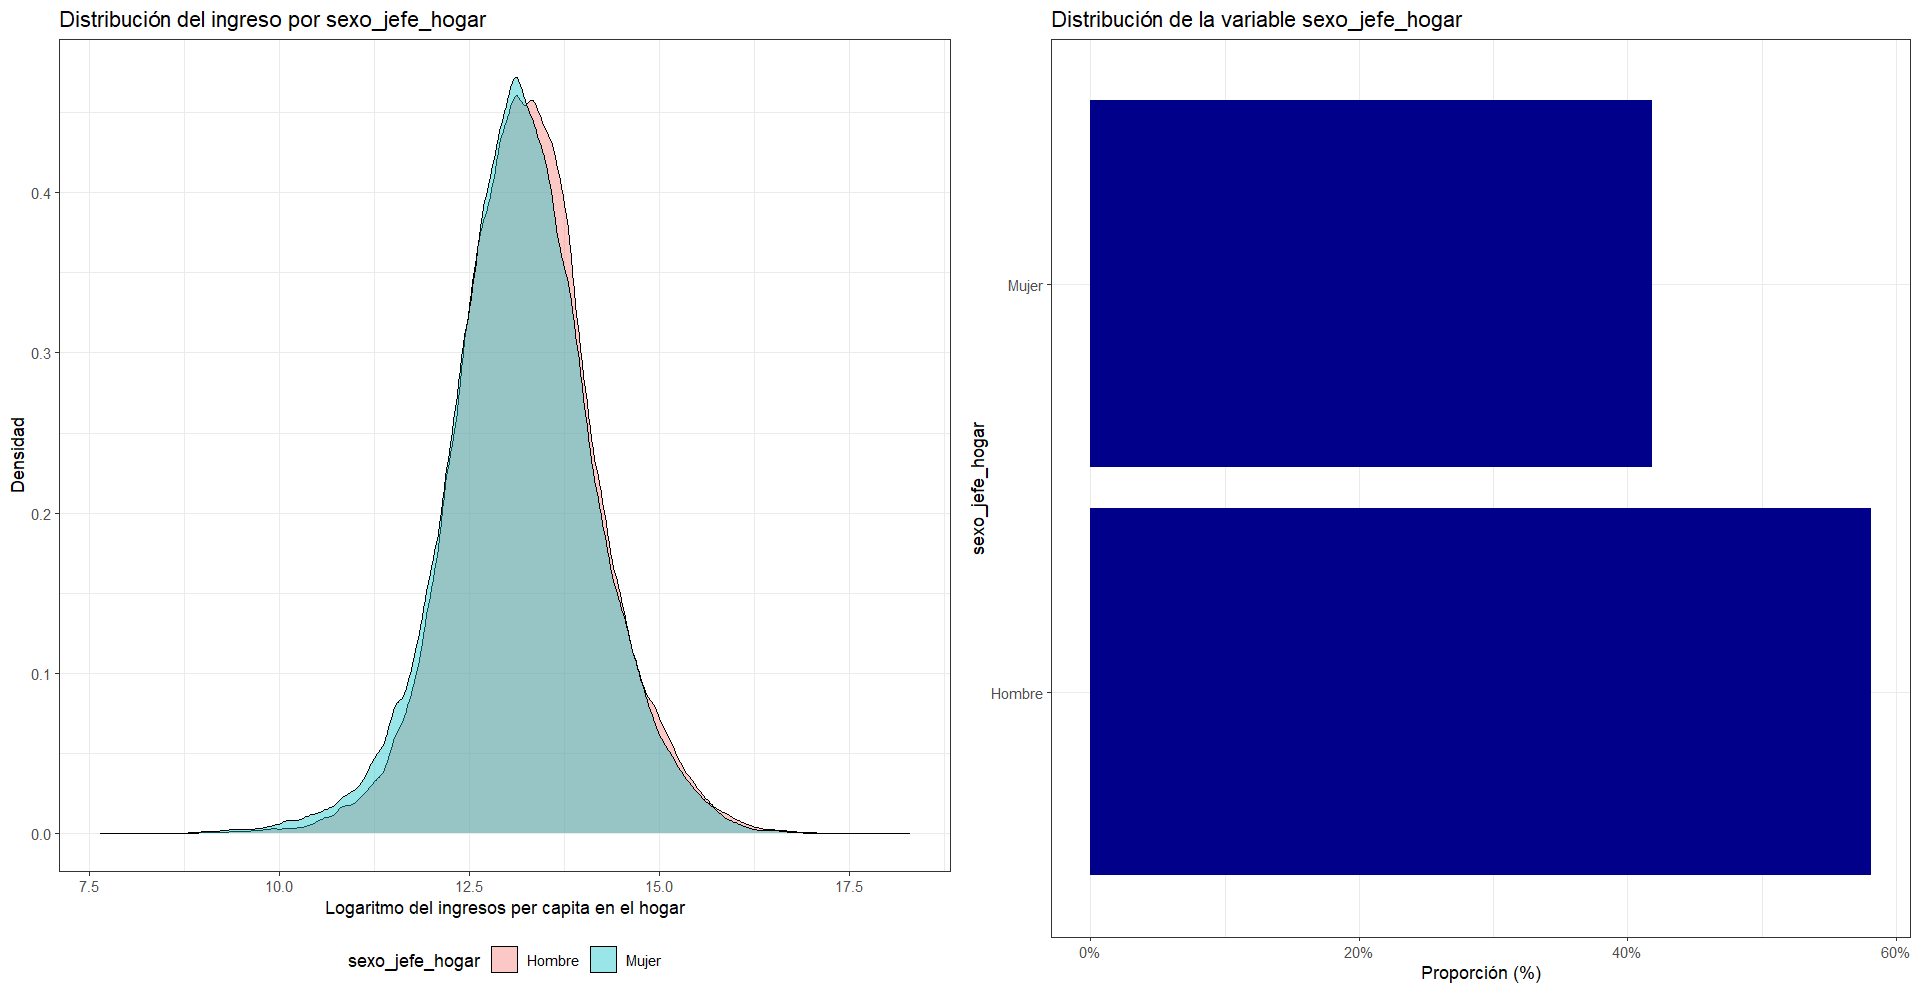 Distribución del ingreso por sexo_jefe_hogar
Densidad
0.4
0.3
0.2
0.1
0.0
7.5 10.0 12.5 15.0 17.5
Logaritmo del ingresos per capita en el hogar
sexo_jefe_hogar Hombre Mujer
Distribución de la variable sexo_jefe_hogar
sexo_jefe_hogar
Mujer
Hombre
0% 20% 40% 60%
Proporción (%)